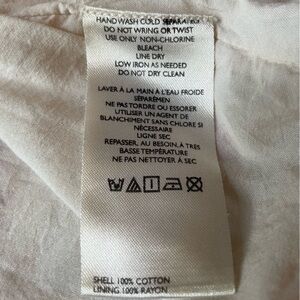 HAND WASH COLD SEPARATELY
DO NOT WRING OR TWIST
USE ONLY NON-CHLORINE
BLEACH
LINE DRY
LOW IRON AS NEEDED
DO NOT DRY CLEAN
LAVER À LA MAIN À L'EAU FROIDE
SÉPARÉMEN
NE PAS TORDRE OU ESSORER
UTILISER UN AGENT DE
BLANCHIMENT SANS CHLORE SI
NÉCESSAIRE
LIGNE SEC
REPASSER, AU BESOIN, À TRÈS
BASSE TEMPÉRATURE
NE PAS NETTOYER À SEC
SHELL 100% COTTON
LINING 100% RAYON